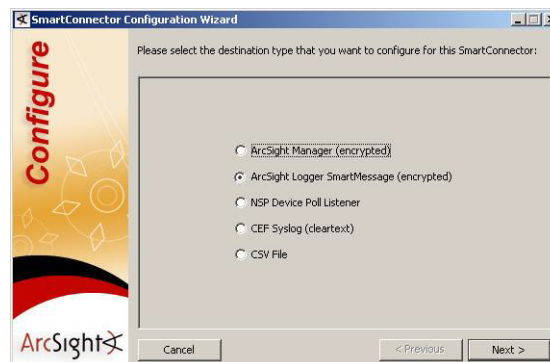 SmartConnector Configuration Wizard
Configure
Please select the destination type that you want to configure for this SmartConnector:
ArcSight Manager (encrypted)
ArcSight Logger SmartMessage (encrypted)
NSP Device Poll Listener
CEF Syslog (cleartext)
CSV File
ArcSight
Cancel
< Previous
Next >